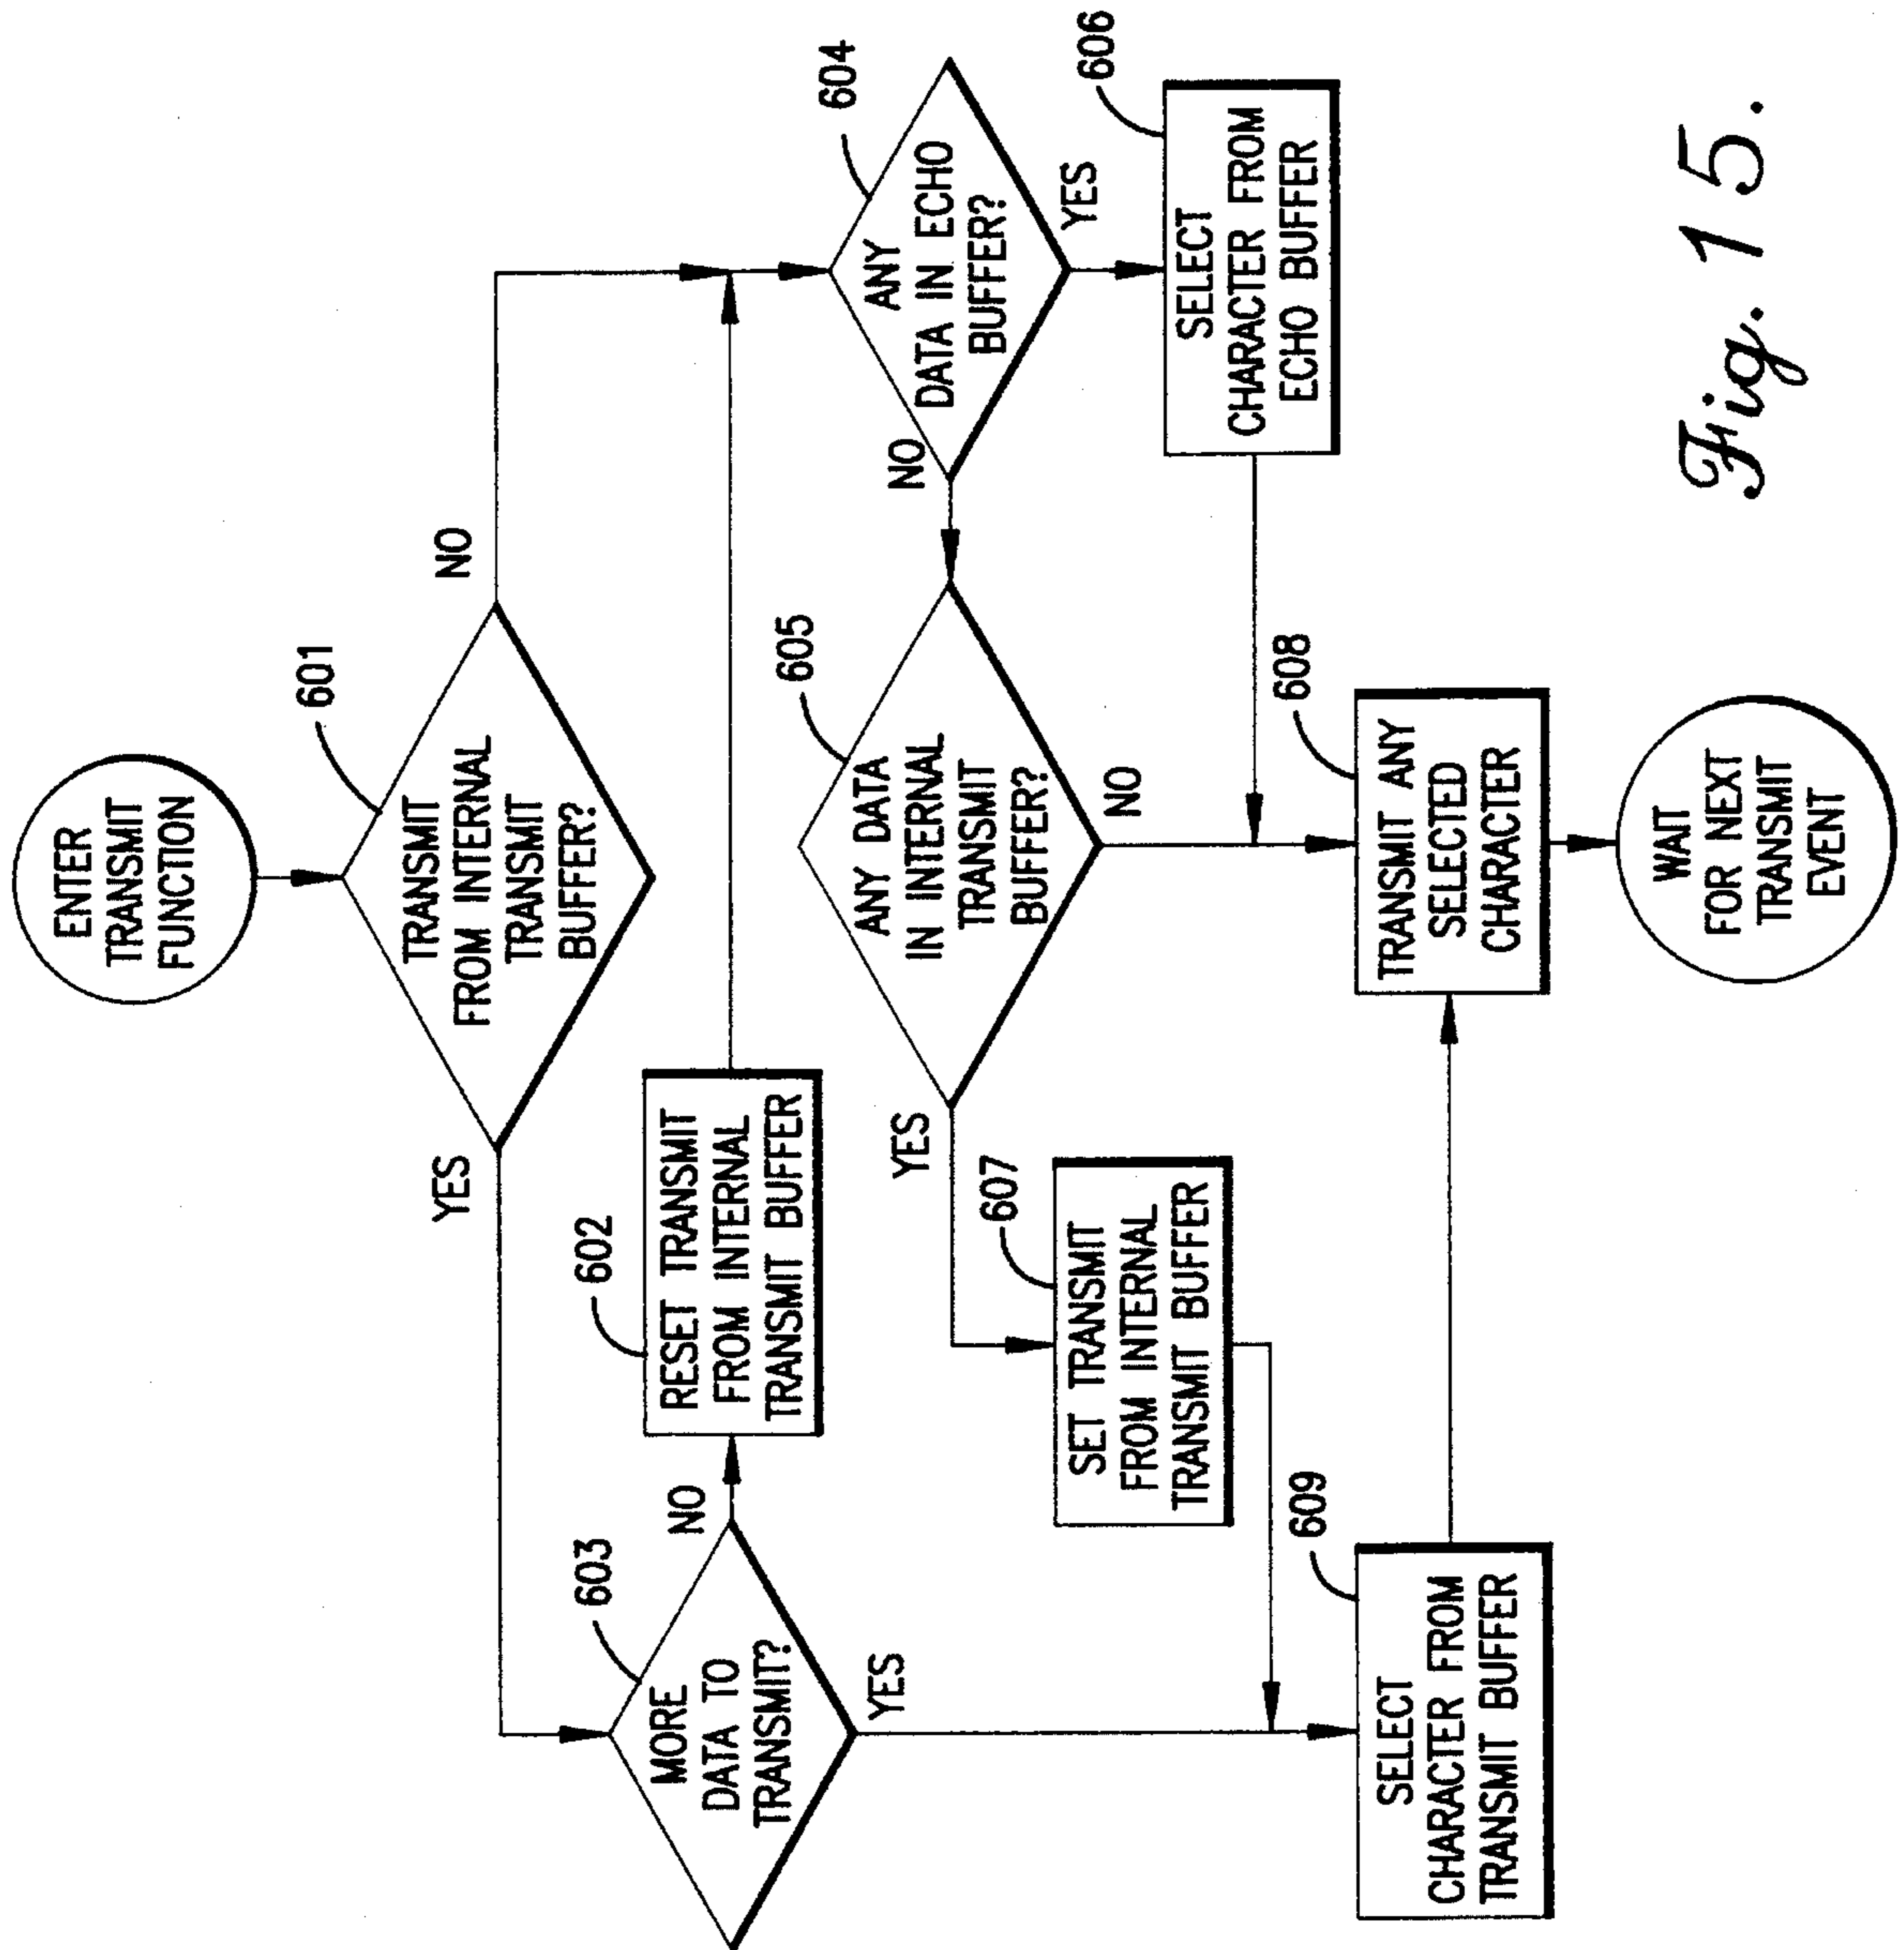 ENTER
TRANSMIT
FUNCTION
601
TRANSMIT
FROM INTERNAL
TRANSMIT
BUFFER?
YES
NO
603
MORE
DATA TO
TRANSMIT?
NO
YES
602
RESET TRANSMIT
FROM INTERNAL
TRANSMIT BUFFER
604
ANY
DATA IN ECHO
BUFFER?
NO
YES
605
ANY DATA
IN INTERNAL
TRANSMIT
BUFFER?
YES
NO
607
SET TRANSMIT
FROM INTERNAL
TRANSMIT BUFFER
606
SELECT
CHARACTER FROM
ECHO BUFFER
609
SELECT
CHARACTER FROM
TRANSMIT BUFFER
608
TRANSMIT ANY
SELECTED
CHARACTER
WAIT
FOR NEXT
TRANSMIT
EVENT
Fig. 15.